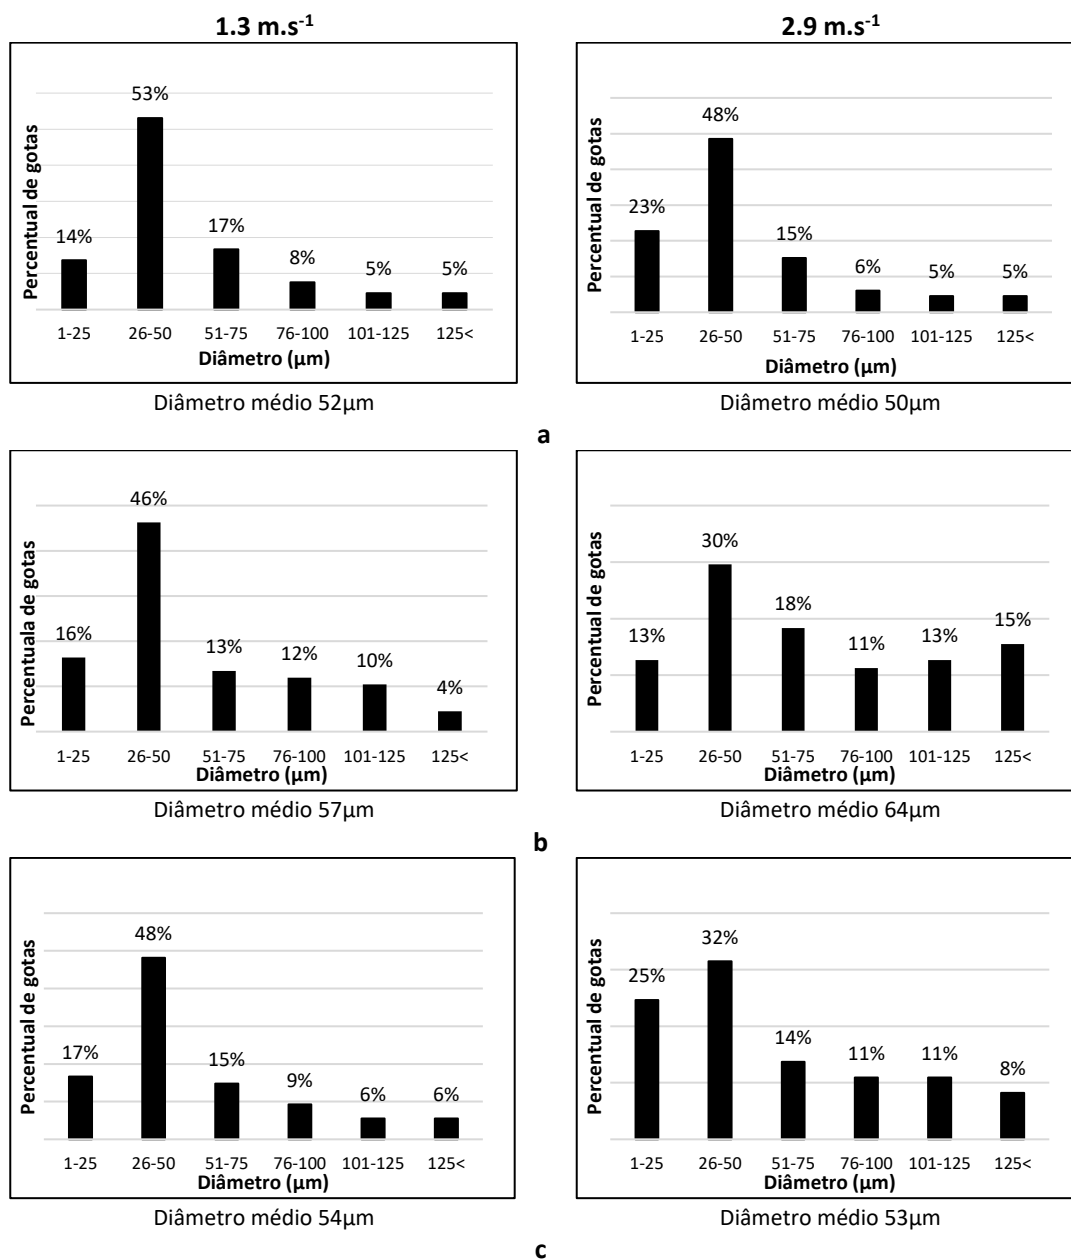 1.3 m.s-1
2.9 m.s-1
Percentual de gotas
14%
53%
17%
8%
5%
5%
1-25 26-50 51-75 76-100 101-125 125<
Diâmetro (µm)
Diâmetro médio 52µm
Percentual de gotas
23%
48%
15%
6%
5%
5%
1-25 26-50 51-75 76-100 101-125 125<
Diâmetro (µm)
Diâmetro médio 50µm
a
Percentuala de gotas
16%
46%
13%
12%
10%
4%
1-25 26-50 51-75 76-100 101-125 125<
Diâmetro (µm)
Diâmetro médio 57µm
Percentual de gotas
13%
30%
18%
11%
13%
15%
1-25 26-50 51-75 76-100 101-125 125<
Diâmetro (µm)
Diâmetro médio 64µm
b
Percentual de gotas
17%
48%
15%
9%
6%
6%
1-25 26-50 51-75 76-100 101-125 125<
Diâmetro (µm)
Diâmetro médio 54µm
Percentual de gotas
25%
32%
14%
11%
11%
8%
1-25 26-50 51-75 76-100 101-125 125<
Diâmetro (µm)
Diâmetro médio 53µm
c